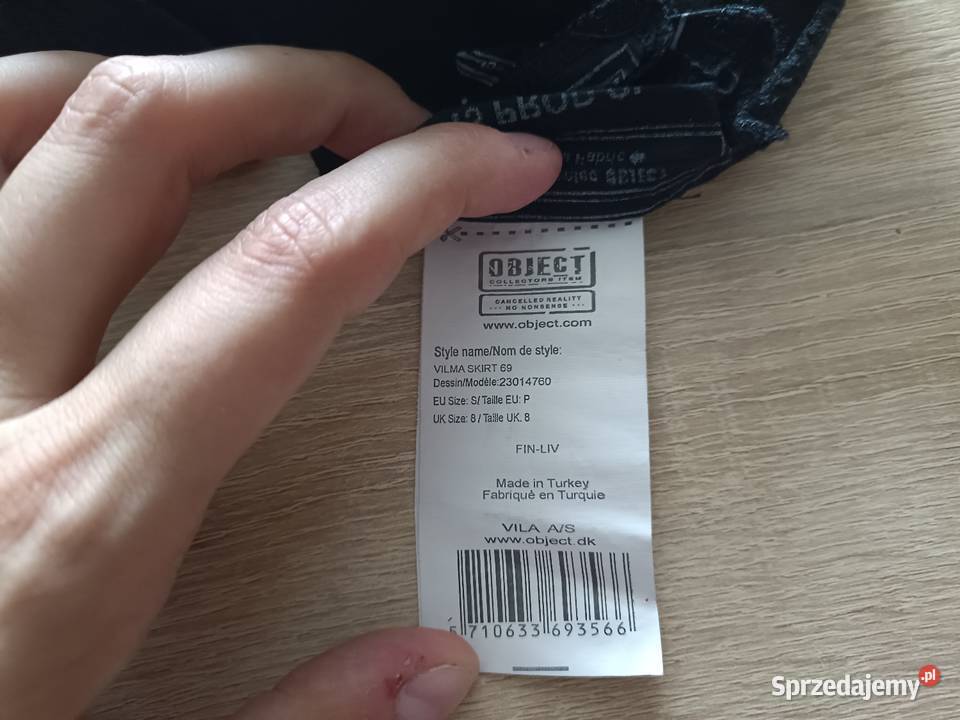 OBJECT
COLLECTORS ITEM
CANCELLED REALITY
NO NONSENSE
www.object.com
Style name/Nom de style:
VILMA SKIRT 69
Dessin/Modèle:23014760
EU Size: S/ Taille EU: P
UK Size: 8 / Taille UK. 8
FIN-LIV
Made in Turkey
Fabriqué en Turquie
VILA A/S
www.object.dk
5 710633 693566
Sprzedajemy.pl